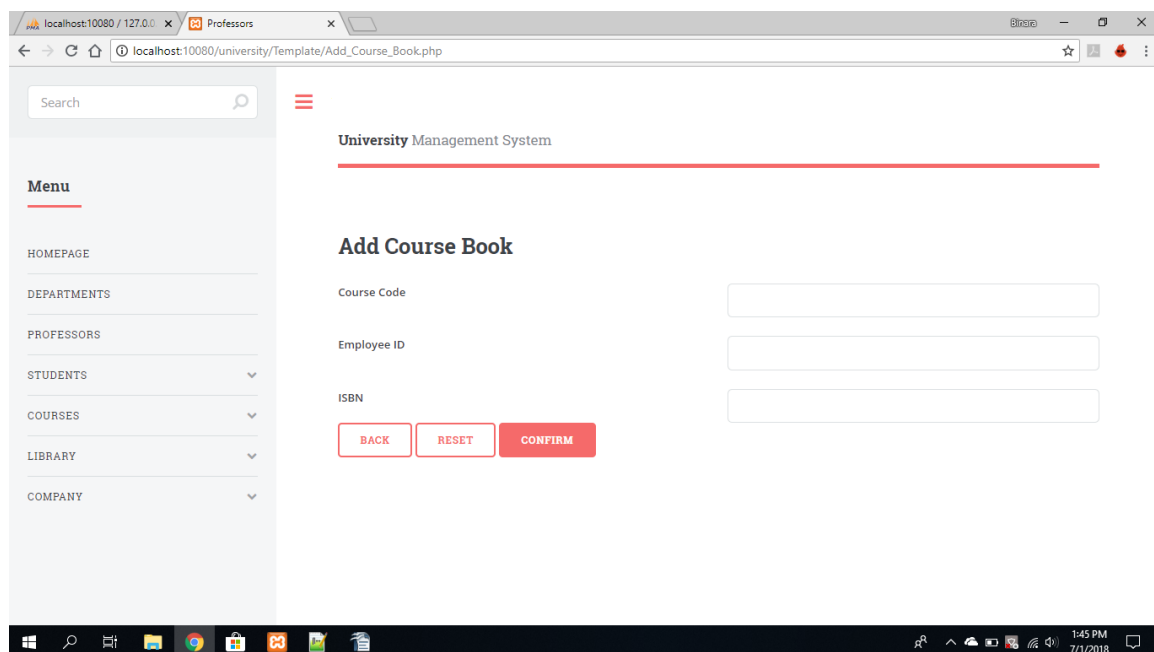 localhost:10080 / 127.0.0
Professors
Binara
localhost:10080/university/Template/Add_Course_Book.php
Search
University Management System
Menu
HOMEPAGE
DEPARTMENTS
PROFESSORS
STUDENTS
COURSES
LIBRARY
COMPANY
Add Course Book
Course Code
Employee ID
ISBN
BACK RESET CONFIRM
1:45 PM
7/1/2018